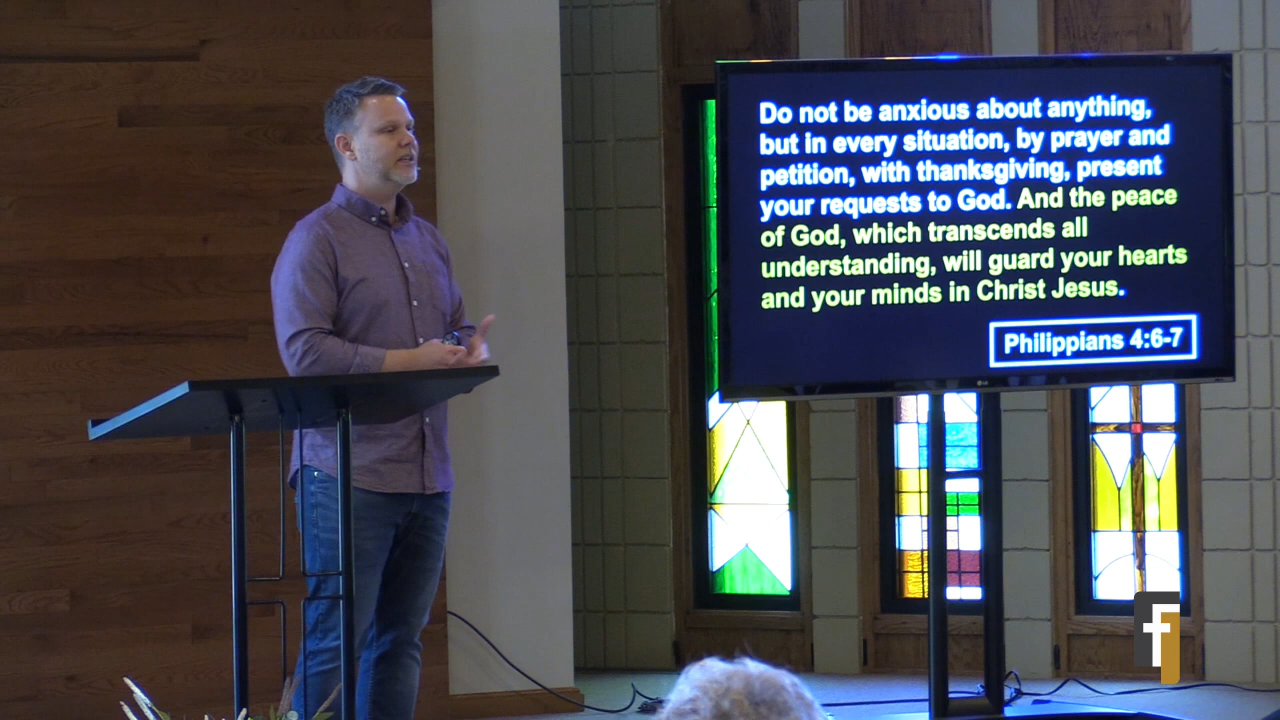 Do not be anxious about anything,
but in every situation, by prayer and
petition, with thanksgiving, present
your requests to God. And the peace
of God, which transcends all
understanding, will guard your hearts
and your minds in Christ Jesus.
Philippians 4:6-7
LG